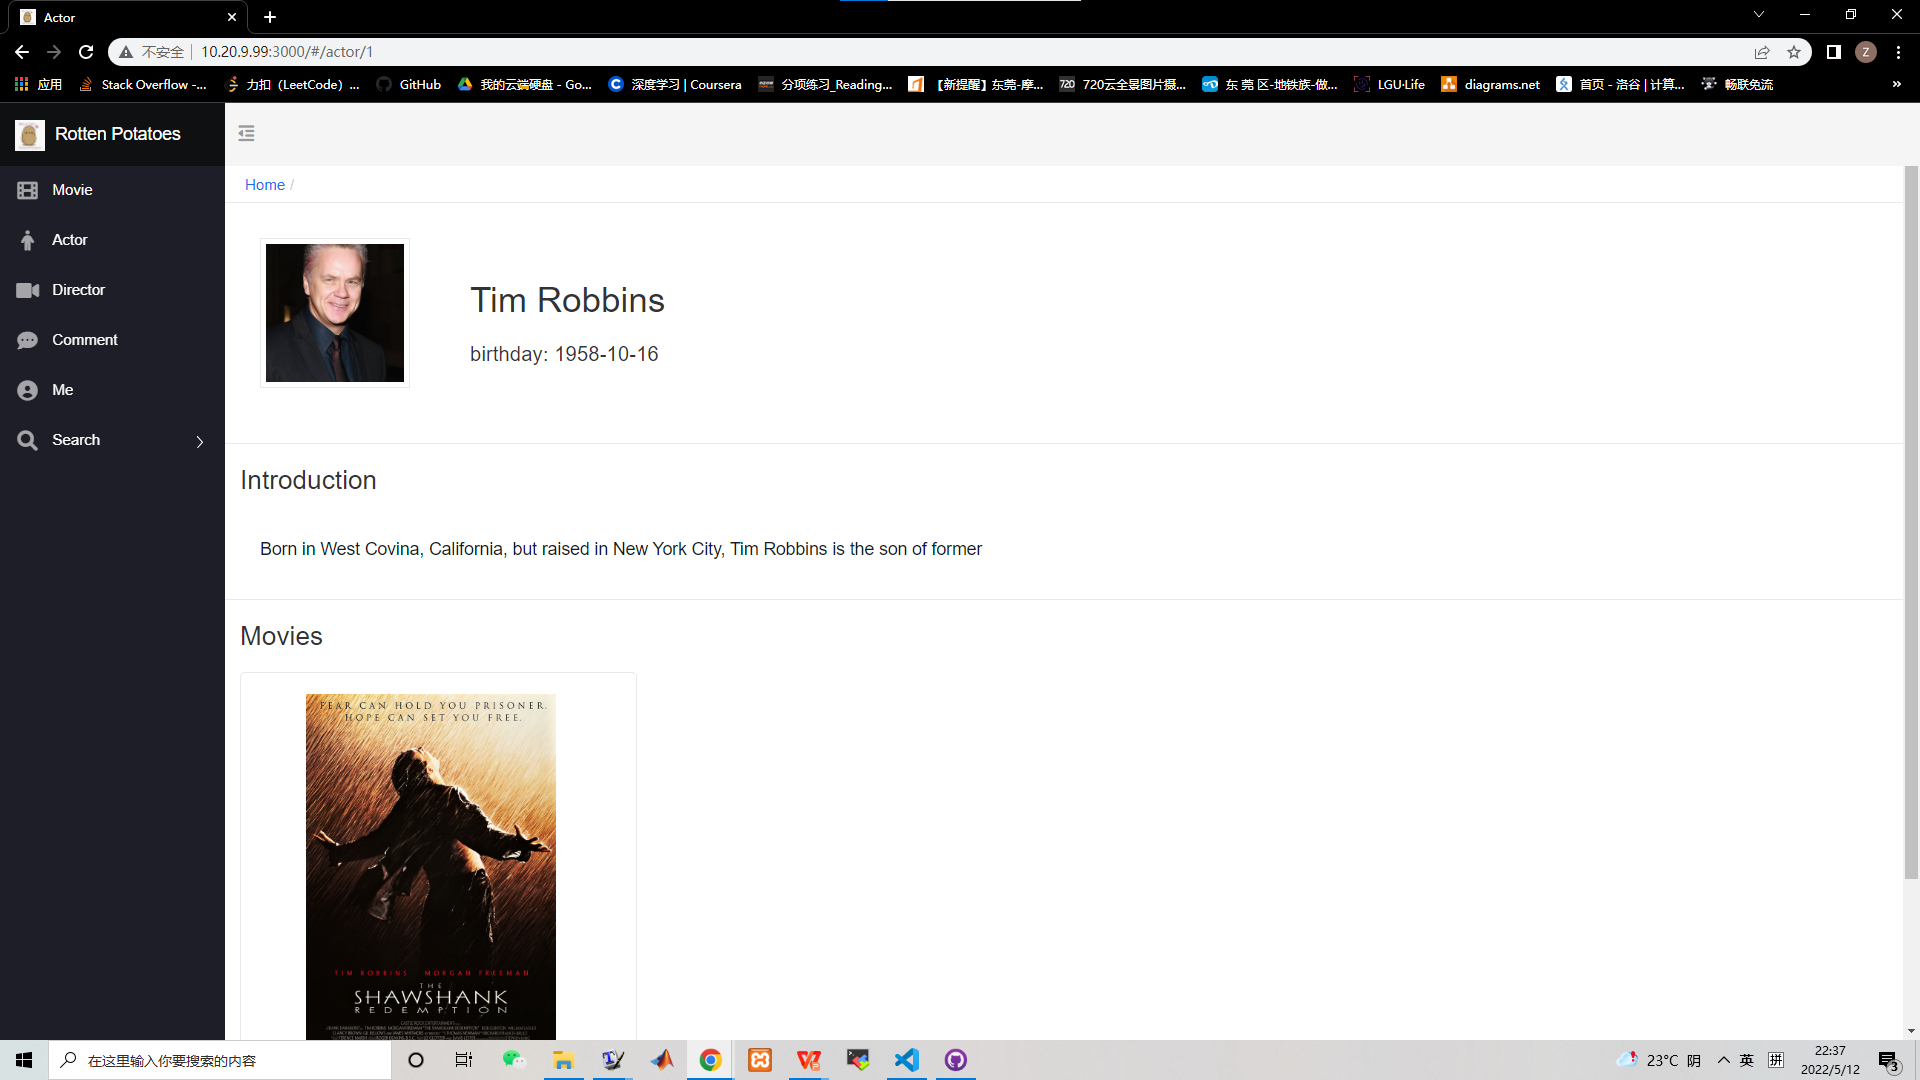 Actor
不安全
10.20.9.99:3000/#/actor/1
应用
Stack Overflow -...
力扣（LeetCode）...
GitHub
我的云端硬盘 - Go...
深度学习 | Coursera
分项练习_Reading...
【新提醒】东莞-摩...
720云全景图片摄...
东 莞 区-地铁族-做...
LGU·Life
diagrams.net
首页 - 洛谷 | 计算...
畅联免流
»
Rotten Potatoes
Movie
Actor
Director
Comment
Me
Search
Home /
Tim Robbins
birthday: 1958-10-16
Introduction
Born in West Covina, California, but raised in New York City, Tim Robbins is the son of former
Movies
FEAR CAN HOLD YOU PRISONER.
HOPE CAN SET YOU FREE.
TIM ROBBINS MORGAN FREEMAN
THE
SHAWSHANK
REDEMPTION
在这里输入你要搜索的内容
23°C 阴
英
拼
22:37
2022/5/12
3